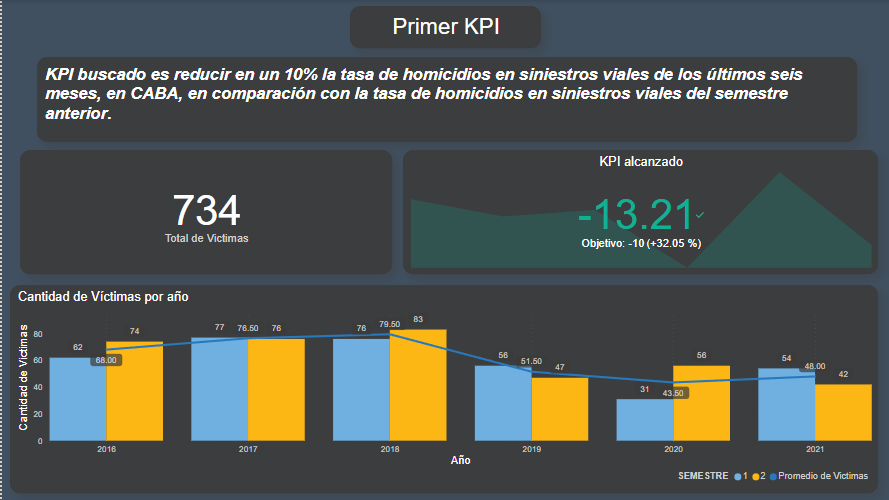 Primer KPI
KPI buscado es reducir en un 10% la tasa de homicidios en siniestros viales de los últimos seis
meses, en CABA, en comparación con la tasa de homicidios en siniestros viales del semestre
anterior.
734
Total de Victimas
KPI alcanzado
-13.21✓
Objetivo: -10 (+32.05 %)
Cantidad de Víctimas por año
Cantidad de Victimas
80
60
40
20
0
62
68.00
74
77
76.50
76
76
79.50
83
56
51.50
47
31
43.50
56
54
48.00
42
2016
2017
2018
2019
2020
2021
Año
SEMESTRE 1 2 Promedio de Victimas